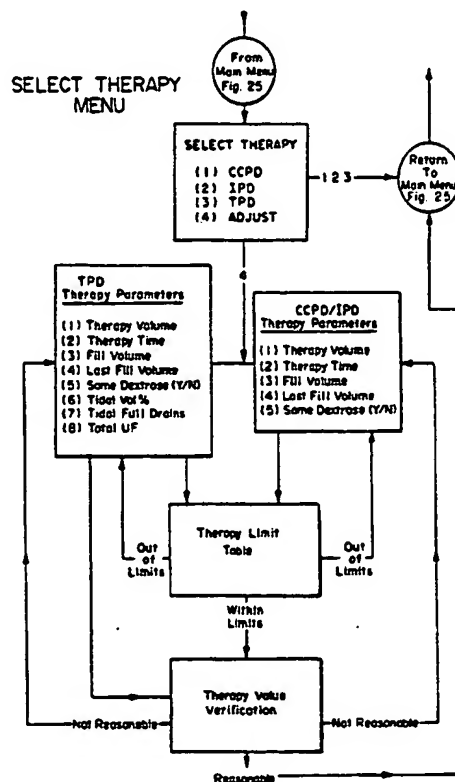 From
Main Menu
Fig. 25
SELECT THERAPY
MENU
SELECT THERAPY
(1) CCPD
(2) IPD
(3) TPD
(4) ADJUST
1 2 3
Return
To
Main Menu
Fig. 25
4
TPD
Therapy Parameters
(1) Therapy Volume
(2) Therapy Time
(3) Fill Volume
(4) Last Fill Volume
(5) Same Dextrose (Y/N)
(6) Tidal Vol%
(7) Tidal Full Drains
(8) Total UF
CCPD/IPD
Therapy Parameters
(1) Therapy Volume
(2) Therapy Time
(3) Fill Volume
(4) Last Fill Volume
(5) Same Dextrose (Y/N)
Therapy Limit
Table
Out
of
Limits
Out
of
Limits
Within
Limits
Therapy Value
Verification
Not Reasonable
Not Reasonable
Reasonable